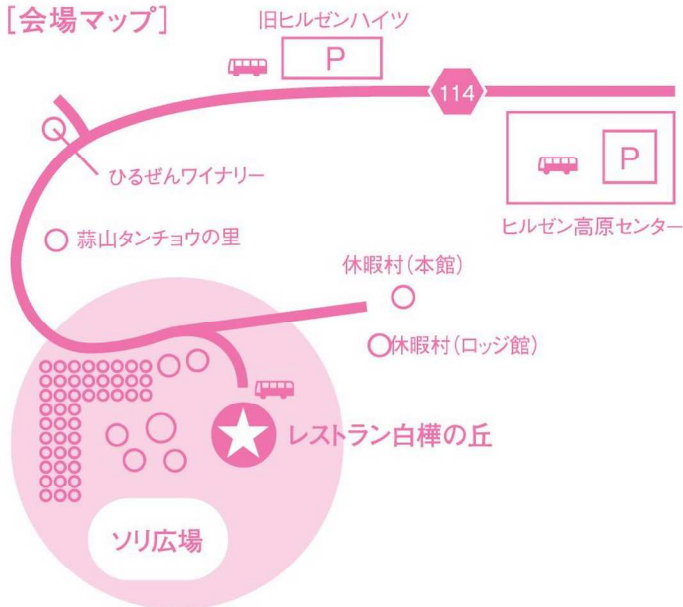 [会場マップ]
旧ヒルゼンハイツ
P
114
P
ひるぜんワイナリー
ヒルゼン高原センター
蒜山タンチョウの里
休暇村(本館)
休暇村(ロッジ館)
レストラン白樺の丘
ソリ広場